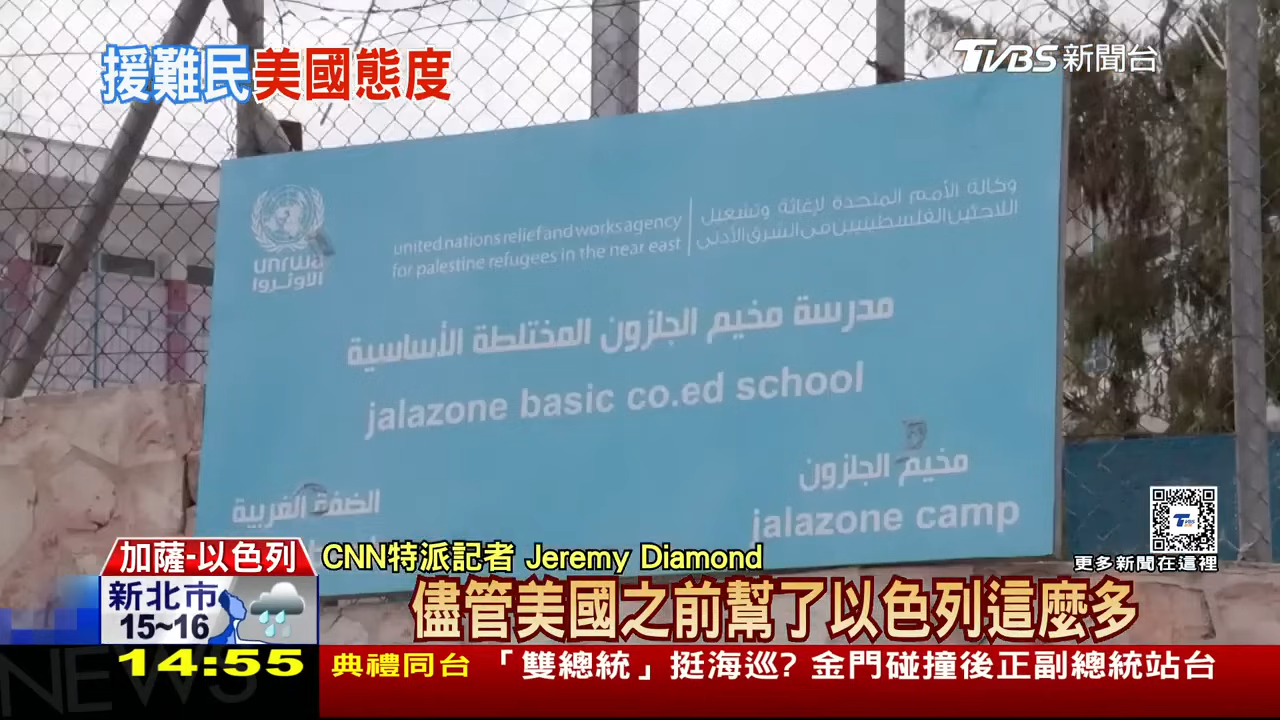 援難民美國態度
TVBS新聞台
unrwa
الأونروا
united nations relief and works agency
for palestine refugees in the near east
وكالة الأمم المتحدة لإغاثة وتشغيل
اللاجئين الفلسطينيين في الشرق الأدنى
مدرسة مخيم الجلزون المختلطة الأساسية
jalazone basic co.ed school
مخيم الجلزون
jalazone camp
الضفة الغربية
更多新聞在這裡
加薩-以色列
CNN特派記者 Jeremy Diamond
儘管美國之前幫了以色列這麼多
新北市
15~16
14:55
典禮同台 「雙總統」挺海巡? 金門碰撞後正副總統站台
NEWS